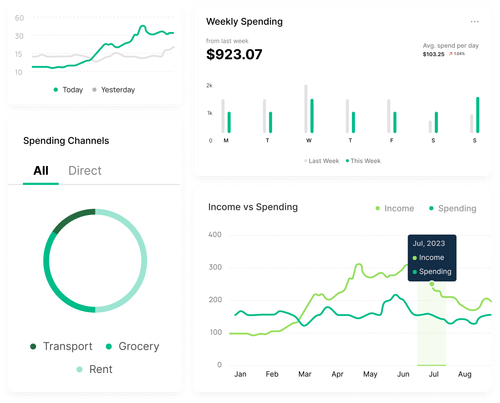 60
30
15
10
Today
Yesterday
Weekly Spending
from last week
$923.07
Avg. spend per day
$103.25
2k
1k
0
M T W T F S S
Last Week This Week
Spending Channels
All Direct
Transport Grocery
Rent
Income vs Spending
Income Spending
400
300
200
100
0
Jul, 2023
Income
Spending
Jan Feb Mar Apr May Jun Jul Aug